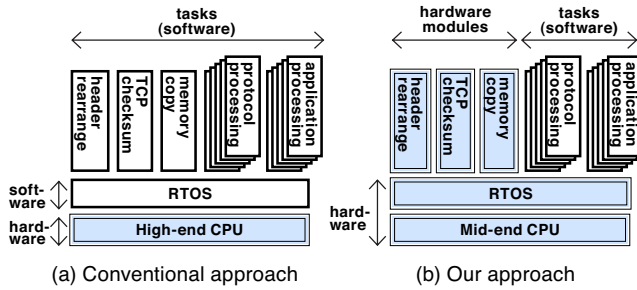 tasks
(software)
header
rearrange
TCP
checksum
memory
copy
protocol
processing
application
processing
soft-
ware
RTOS
hard-
ware
High-end CPU
(a) Conventional approach
hardware
modules
tasks
(software)
header
rearrange
TCP
checksum
memory
copy
protocol
processing
application
processing
hard-
ware
RTOS
Mid-end CPU
(b) Our approach